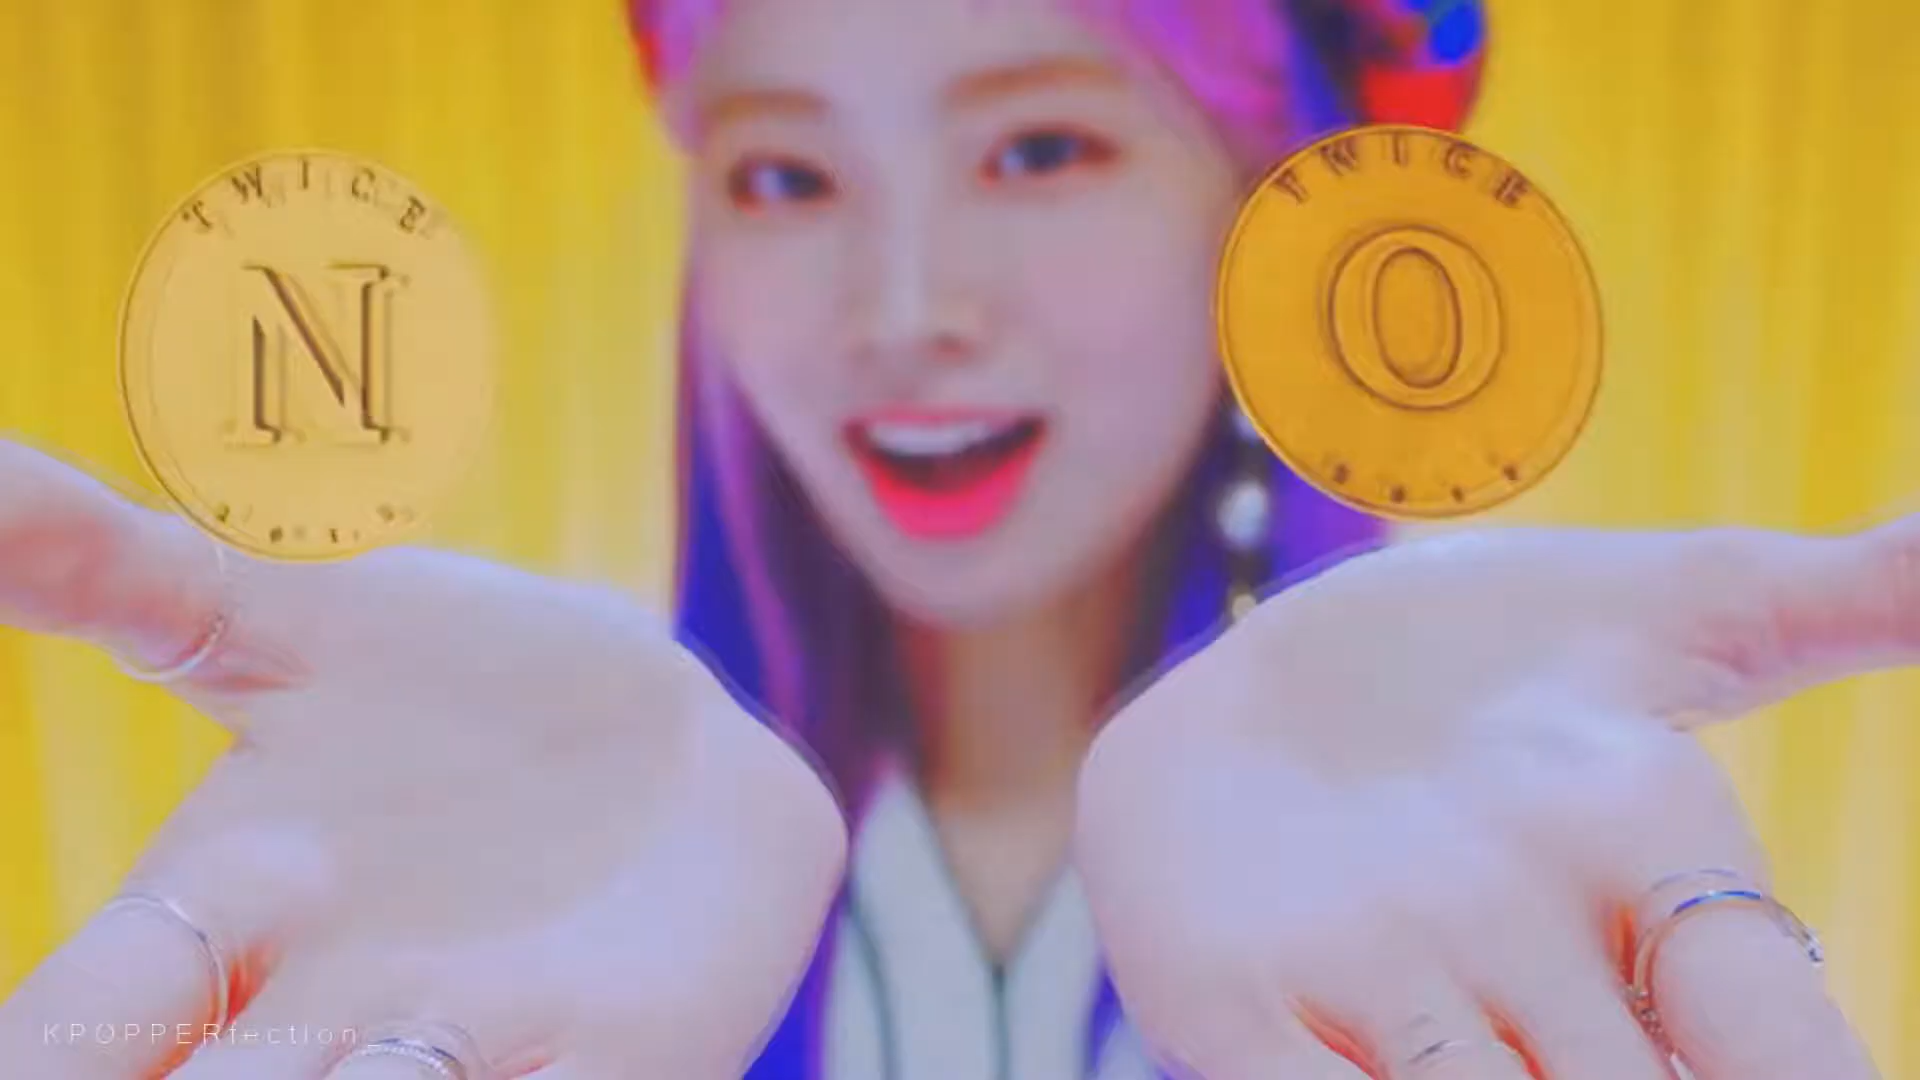 TWICE
N
TWICE
O
KPOPPERfection_